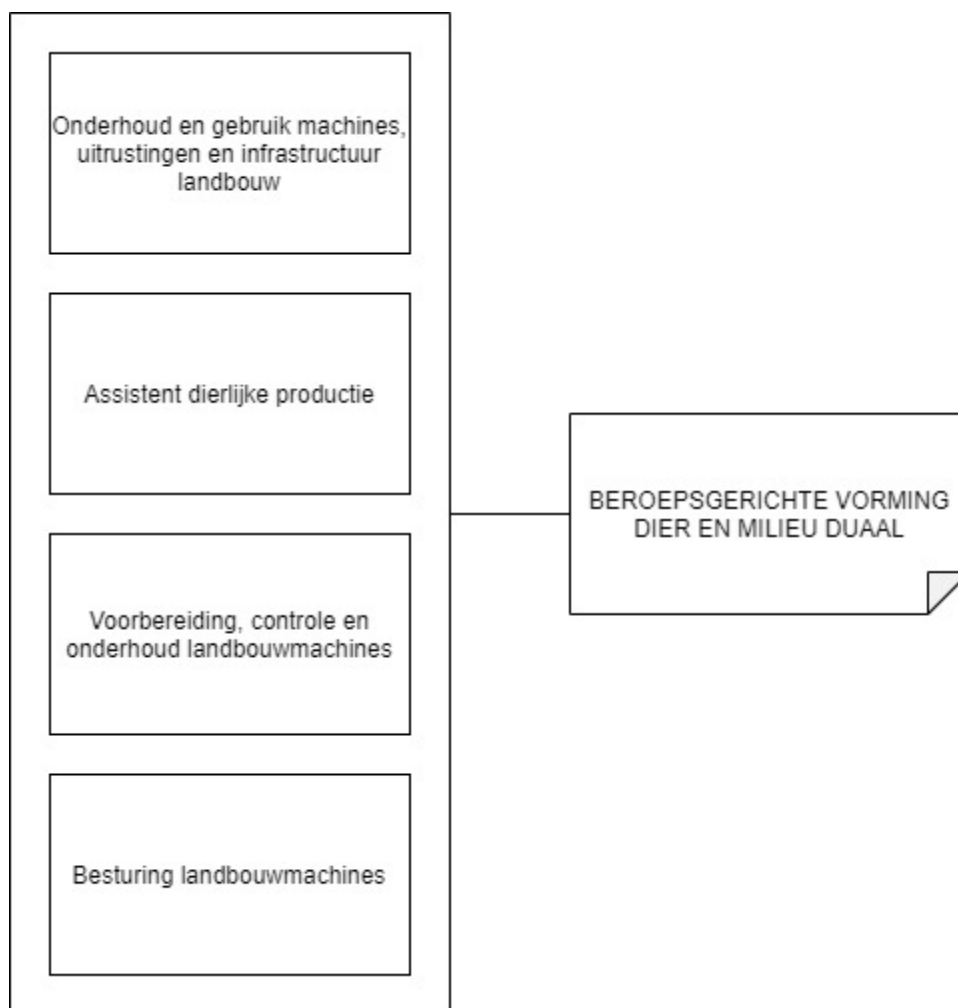 Onderhoud en gebruik machines,
uitrustingen en infrastructuur
landbouw
Assistent dierlijke productie
Voorbereiding, controle en
onderhoud landbouwmachines
Besturing landbouwmachines
BEROEPSGERICHTE VORMING
DIER EN MILIEU DUAAL